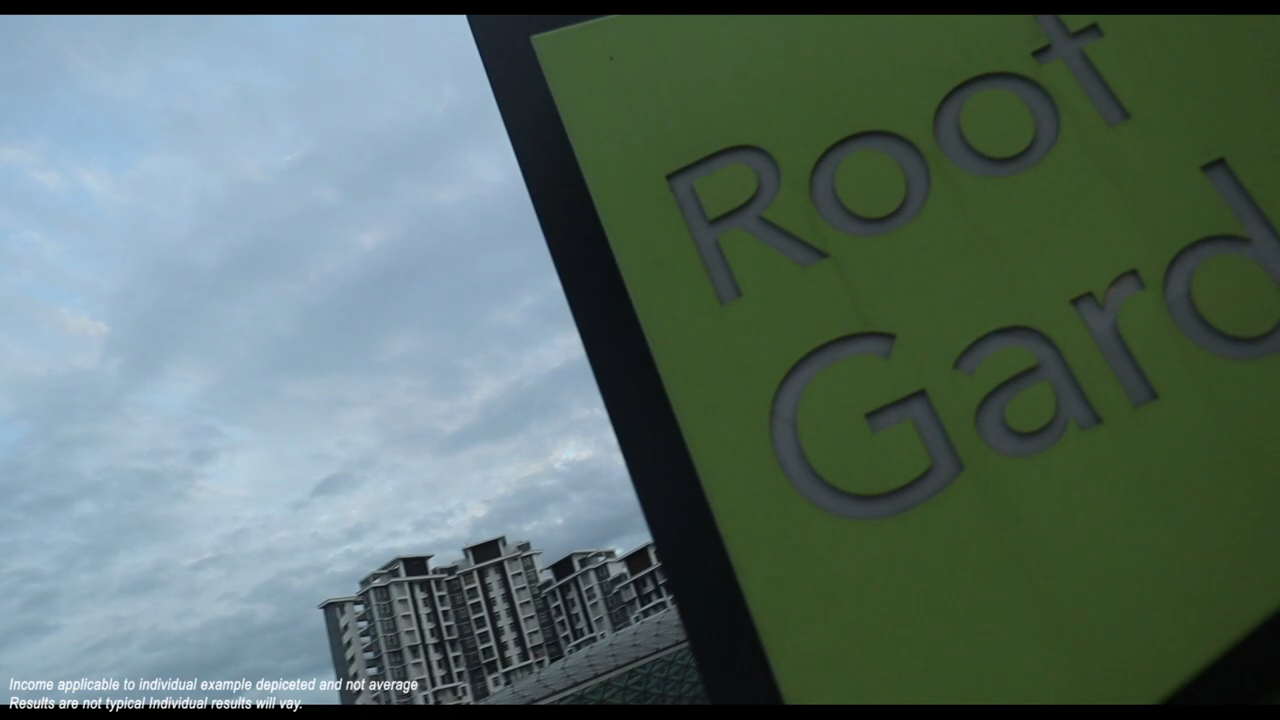 Roof
Gard
Income applicable to individual example depiceted and not average
Results are not typical Individual results will vay.